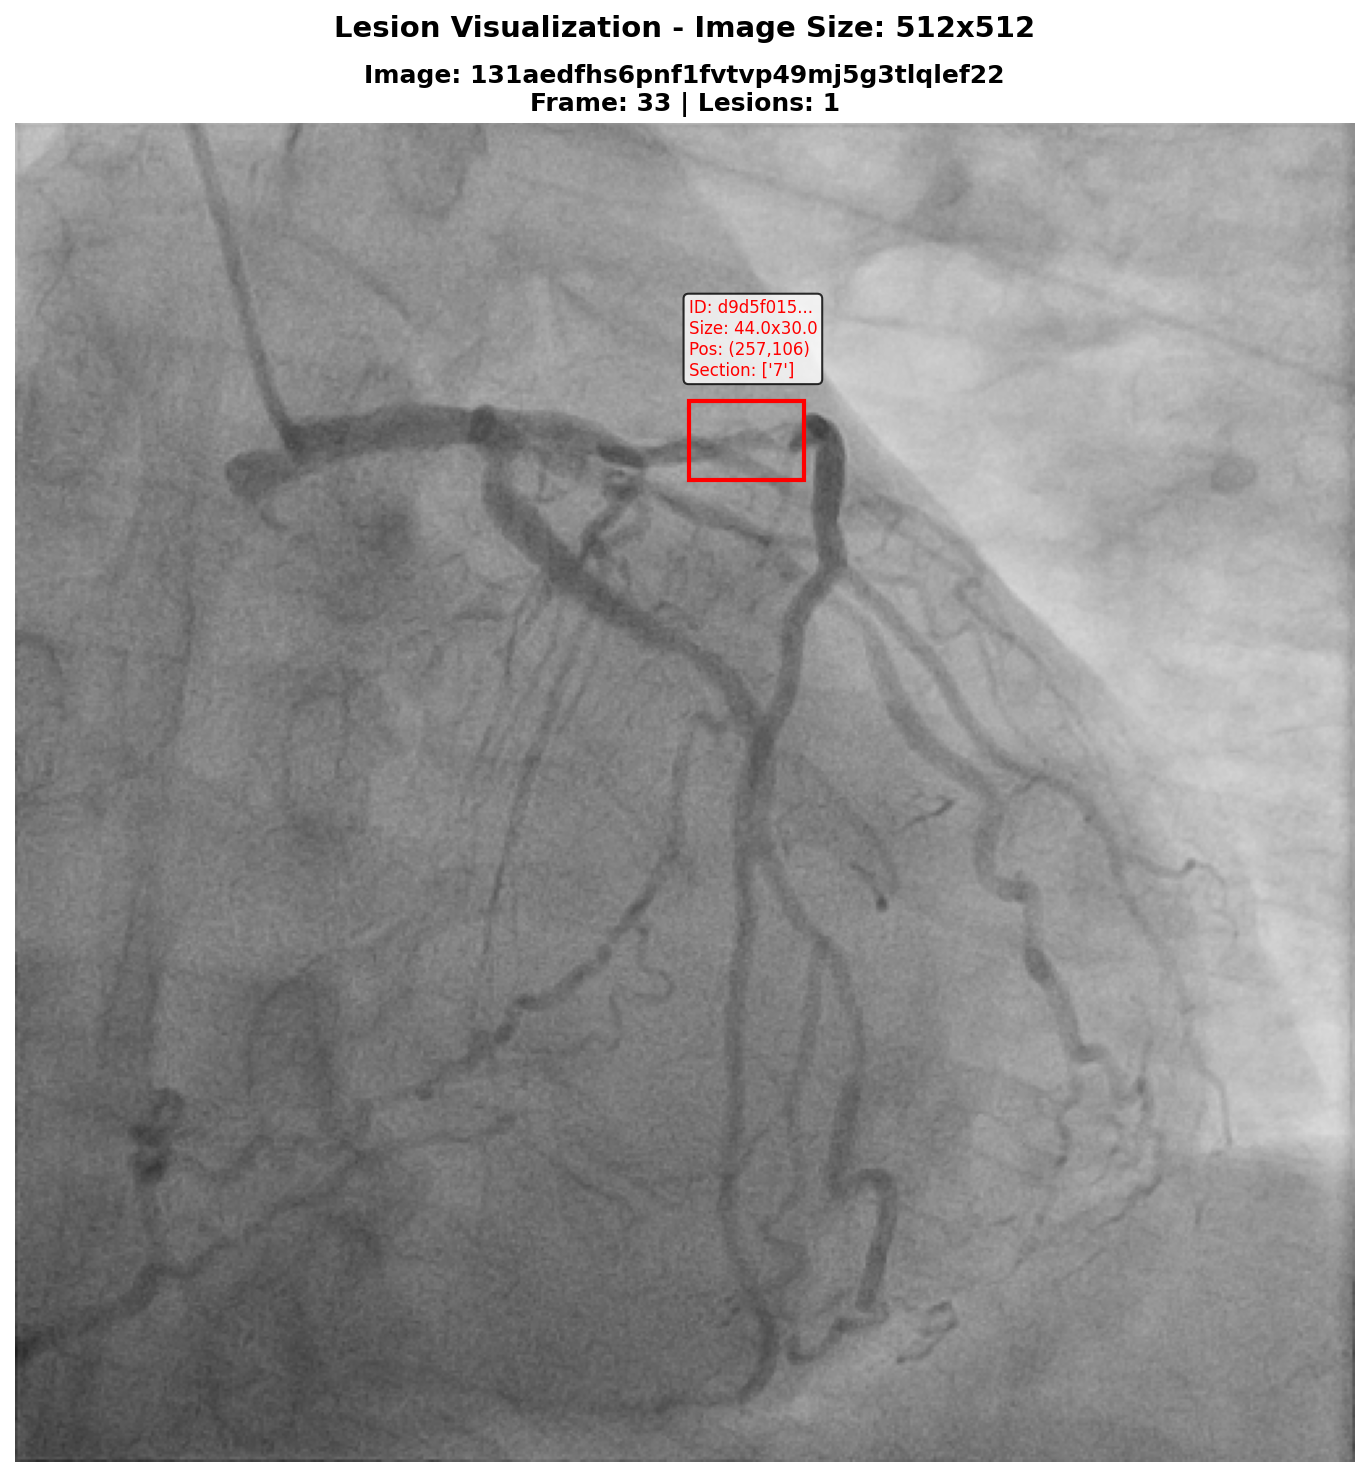 Lesion Visualization - Image Size: 512x512
Image: 131aedfhs6pnf1fvtvp49mj5g3tlqlef22
Frame: 33 | Lesions: 1
ID: d9d5f015...
Size: 44.0x30.0
Pos: (257,106)
Section: ['7']